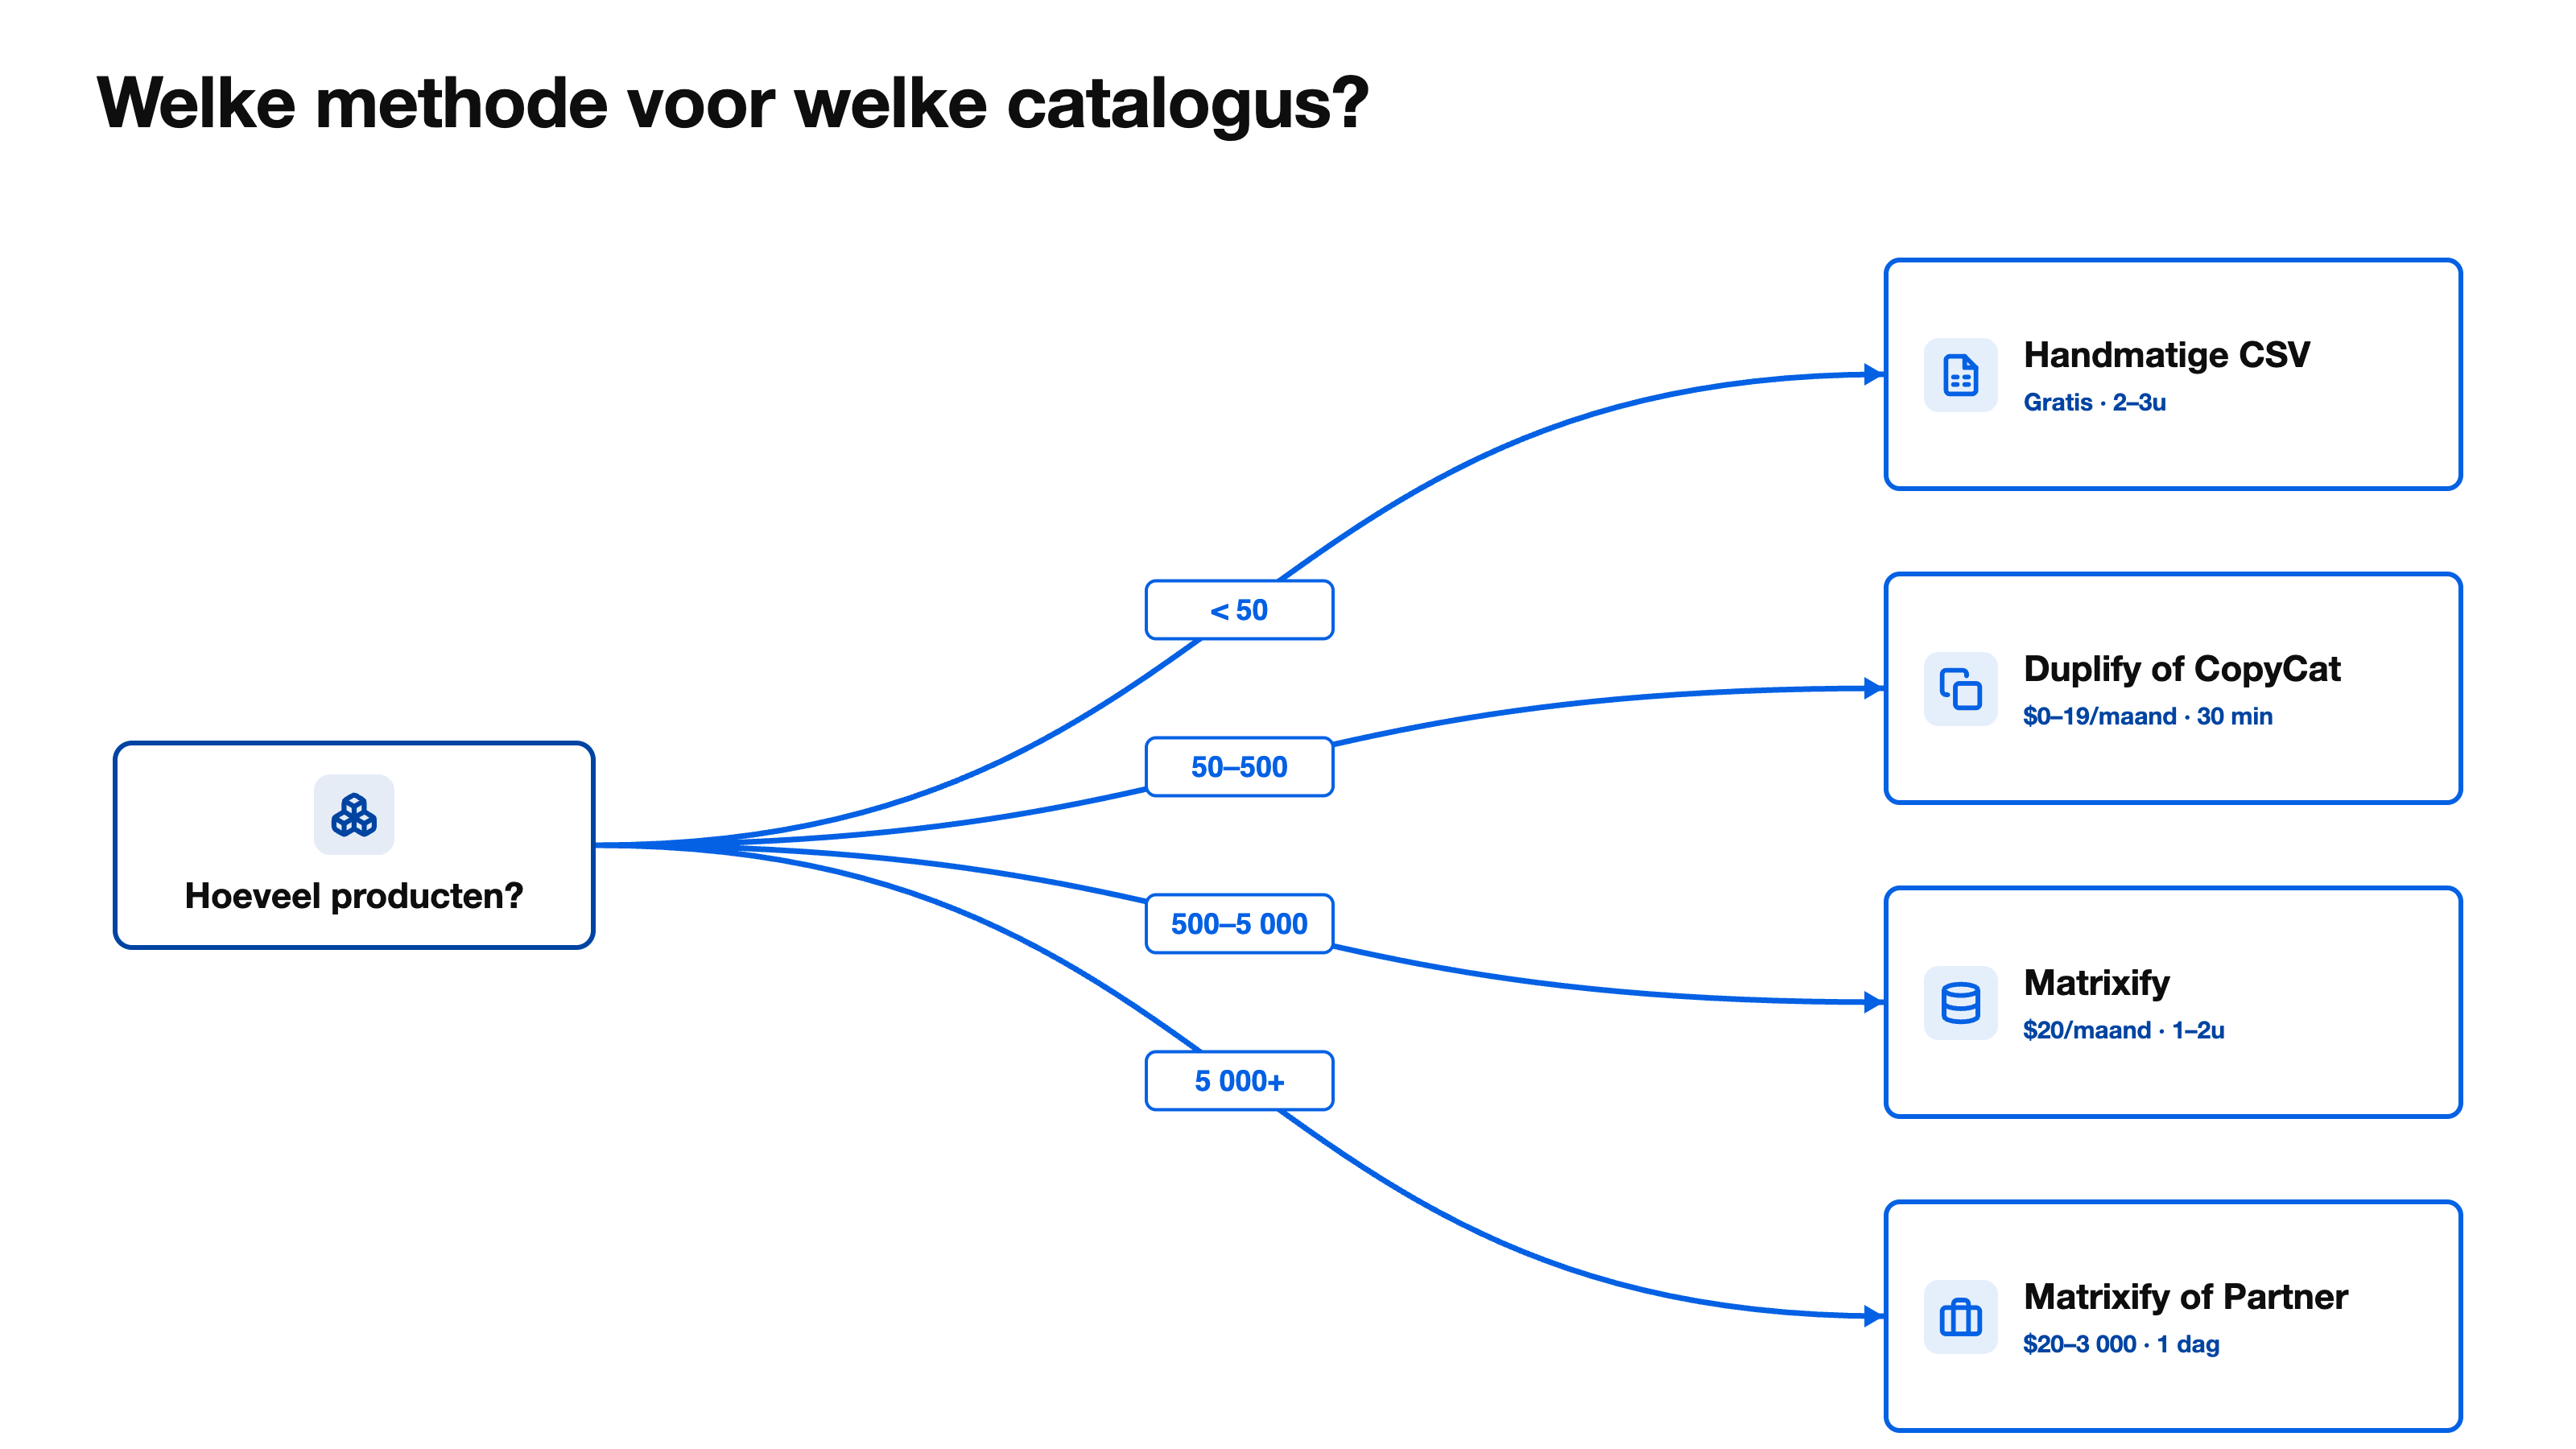 Welke methode voor welke catalogus?
Hoeveel producten?
< 50
50–500
500–5 000
5 000+
Handmatige CSV
Gratis · 2–3u
Duplify of CopyCat
$0–19/maand · 30 min
Matrixify
$20/maand · 1–2u
Matrixify of Partner
$20–3 000 · 1 dag